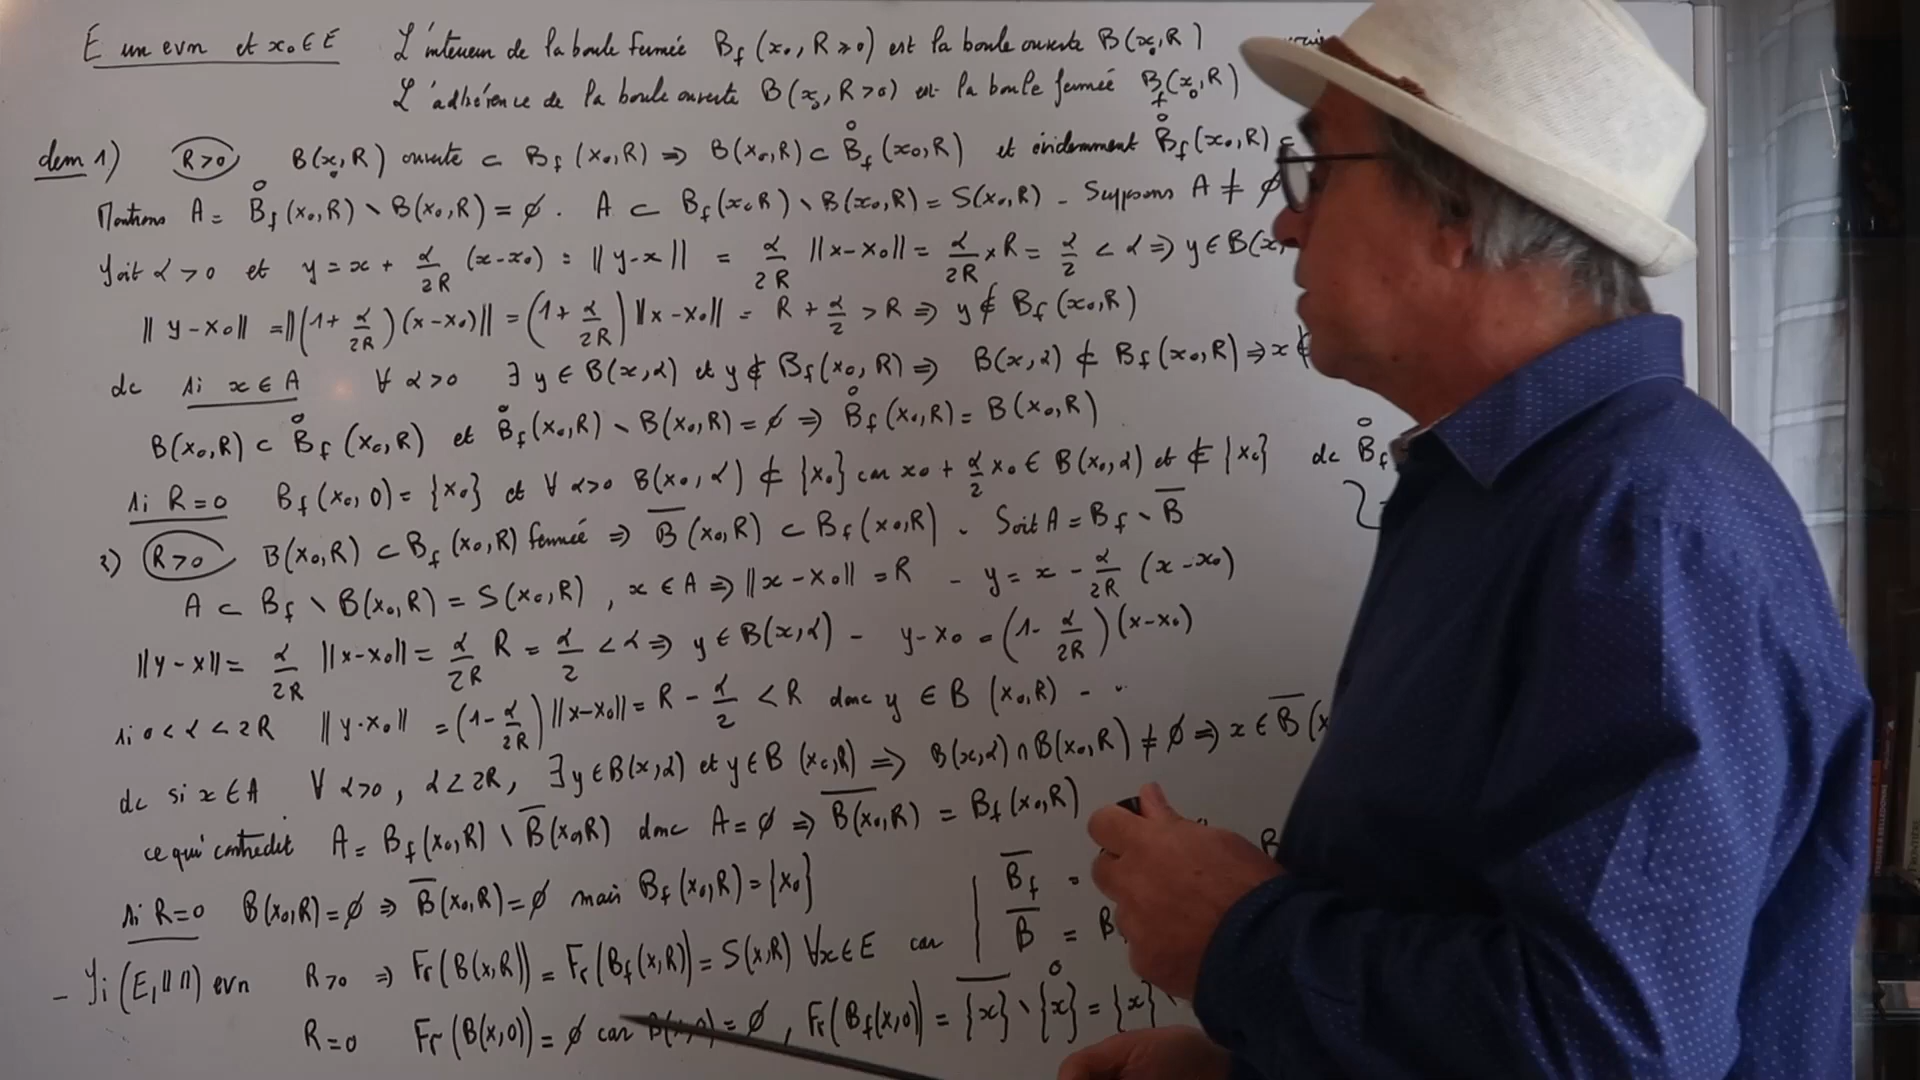 E un evn et x₀ ∈ E L'intérieur de la boule fermée B_f (x₀, R ⩾ 0) est la boule ouverte B(x₀, R)
L'adhérence de la boule ouverte B(x₀, R > 0) est la boule fermée B_f(x₀, R)
dem 1) R>0 B(x₀, R) ouverte ⊂ B_f (x₀, R) ⇒ B(x₀, R) ⊂ B̊_f (x₀, R) et évidemment B̊_f (x₀, R) ⊂
Montrons A = B̊_f (x₀, R) \ B(x₀, R) = ∅. A ⊂ B_f (x₀ R) \ B(x₀, R) = S(x₀, R) - Supposons A ≠ ∅
Soit α > 0 et y = x + α/2R (x-x₀) = ‖y-x‖ = α/2R ‖x-x₀‖ = α/2R × R = α/2 < α ⇒ y ∈ B(x,
‖y-x₀‖ = ‖(1 + α/2R)(x-x₀)‖ = (1 + α/2R) ‖x-x₀‖ = R + α/2 > R ⇒ y ∉ B_f (x₀, R)
dc si x ∈ A ∀ α > 0 ∃ y ∈ B(x, α) et y ∉ B_f (x₀, R) ⇒ B(x, α) ⊄ B_f (x₀, R) ⇒ x ∉
B(x₀, R) ⊂ B̊_f (x₀, R) et B̊_f (x₀, R) \ B(x₀, R) = ∅ ⇒ B̊_f (x₀, R) = B(x₀, R)
si R = 0 B_f (x₀, 0) = {x₀} et ∀ α>0 B(x₀, α) ⊄ {x₀} car x₀ + α/2 x₀ ∈ B(x₀, α) et ∉ {x₀} dc B̊_f
2) R>0 B(x₀, R) ⊂ B_f (x₀, R) fermée ⇒ B̅ (x₀, R) ⊂ B_f (x₀, R) - Soit A = B_f \ B̅
A ⊂ B_f \ B(x₀, R) = S(x₀, R), x ∈ A ⇒ ‖x-x₀‖ = R - y = x - α/2R (x-x₀)
‖y-x‖ = α/2R ‖x-x₀‖ = α/2R R = α/2 < α ⇒ y ∈ B(x, α) - y-x₀ = (1 - α/2R)(x-x₀)
si 0 < α < 2R ‖y-x₀‖ = (1 - α/2R) ‖x-x₀‖ = R - α/2 < R donc y ∈ B (x₀, R) -
dc si x ∈ A ∀ α>0, α < 2R, ∃ y ∈ B(x, α) et y ∈ B (x₀, R) ⇒ B(x, α) ∩ B(x₀, R) ≠ ∅ ⇒ x ∈ B̅ (x
ce qui contredit A = B_f (x₀, R) \ B̅(x₀, R) donc A = ∅ ⇒ B̅(x₀, R) = B_f (x₀, R)
si R=0 B(x₀, R) = ∅ ⇒ B̅(x₀, R) = ∅ mais B_f (x₀, R) = {x₀} B̅_f =
- Si (E, ‖ ‖) evn R>0 ⇒ Fr(B(x, R)) = Fr(B_f (x, R)) = S(x, R) ∀x ∈ E car B̅ = B
R=0 Fr(B(x, 0)) = ∅ car = ∅, Fr(B_f (x, 0)) = {x}‾ \ {x}° = {x} \